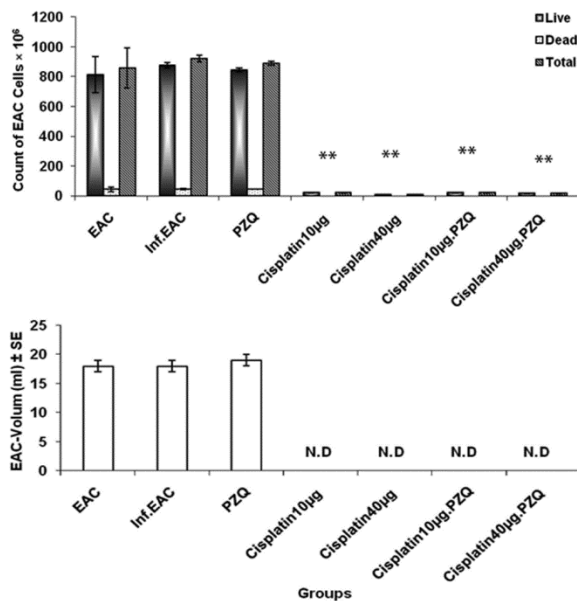 Live
Dead
Total
Count of EAC Cells × 10⁶
1200
1000
800
600
400
200
0
**
**
**
**
EAC
Inf.EAC
PZQ
Cisplatin10µg
Cisplatin40µg
Cisplatin10µg.PZQ
Cisplatin40µg.PZQ
EAC-Volum (ml) ± SE
25
20
15
10
5
0
N.D
N.D
N.D
N.D
EAC
Inf.EAC
PZQ
Cisplatin10µg
Cisplatin40µg
Cisplatin10µg.PZQ
Cisplatin40µg.PZQ
Groups